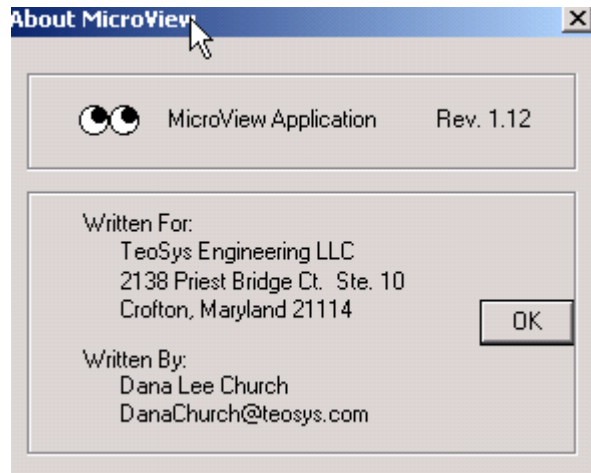 About MicroView
MicroView Application Rev. 1.12
Written For:
TeoSys Engineering LLC
2138 Priest Bridge Ct. Ste. 10
Crofton, Maryland 21114
OK
Written By:
Dana Lee Church
DanaChurch@teosys.com